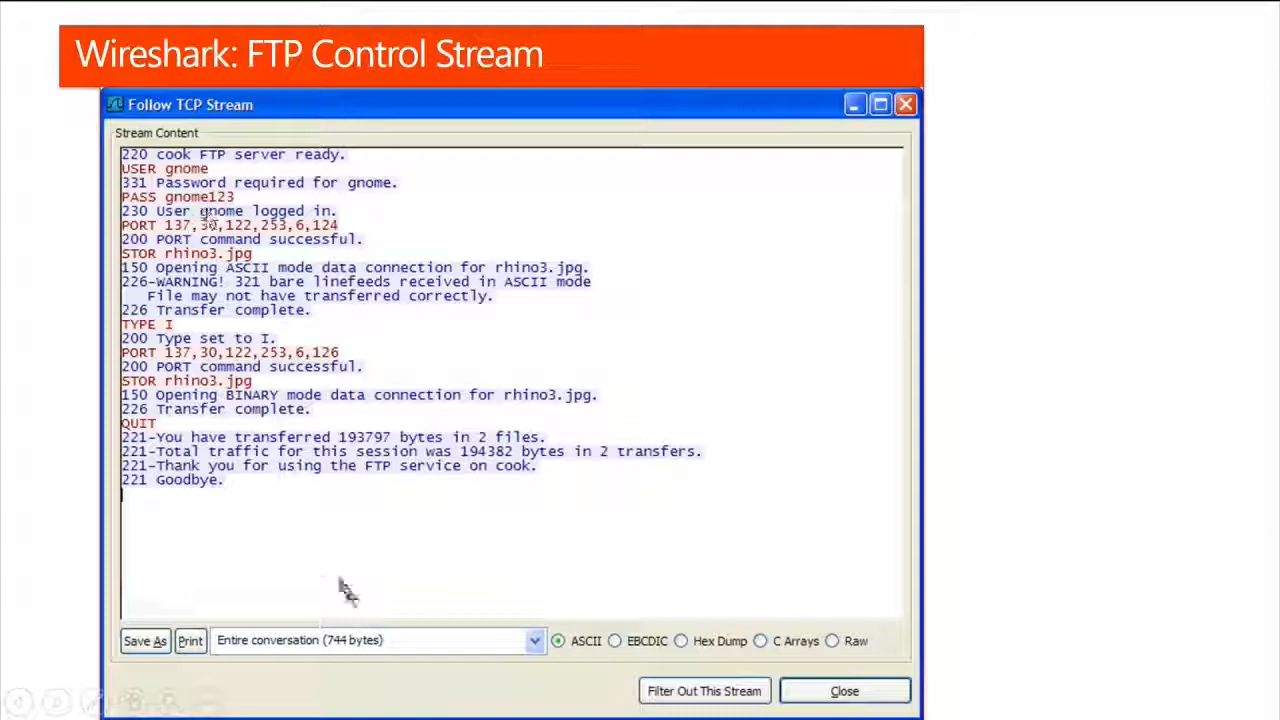 Wireshark: FTP Control Stream
Follow TCP Stream
Stream Content
220 cook FTP server ready.
USER gnome
331 Password required for gnome.
PASS gnome123
230 User gnome logged in.
PORT 137,30,122,253,6,124
200 PORT command successful.
STOR rhino3.jpg
150 Opening ASCII mode data connection for rhino3.jpg.
226-WARNING! 321 bare linefeeds received in ASCII mode
File may not have transferred correctly.
226 Transfer complete.
TYPE I
200 Type set to I.
PORT 137,30,122,253,6,126
200 PORT command successful.
STOR rhino3.jpg
150 Opening BINARY mode data connection for rhino3.jpg.
226 Transfer complete.
QUIT
221-You have transferred 193797 bytes in 2 files.
221-Total traffic for this session was 194382 bytes in 2 transfers.
221-Thank you for using the FTP service on cook.
221 Goodbye.
Save As Print Entire conversation (744 bytes) ASCII EBCDIC Hex Dump C Arrays Raw
Filter Out This Stream Close